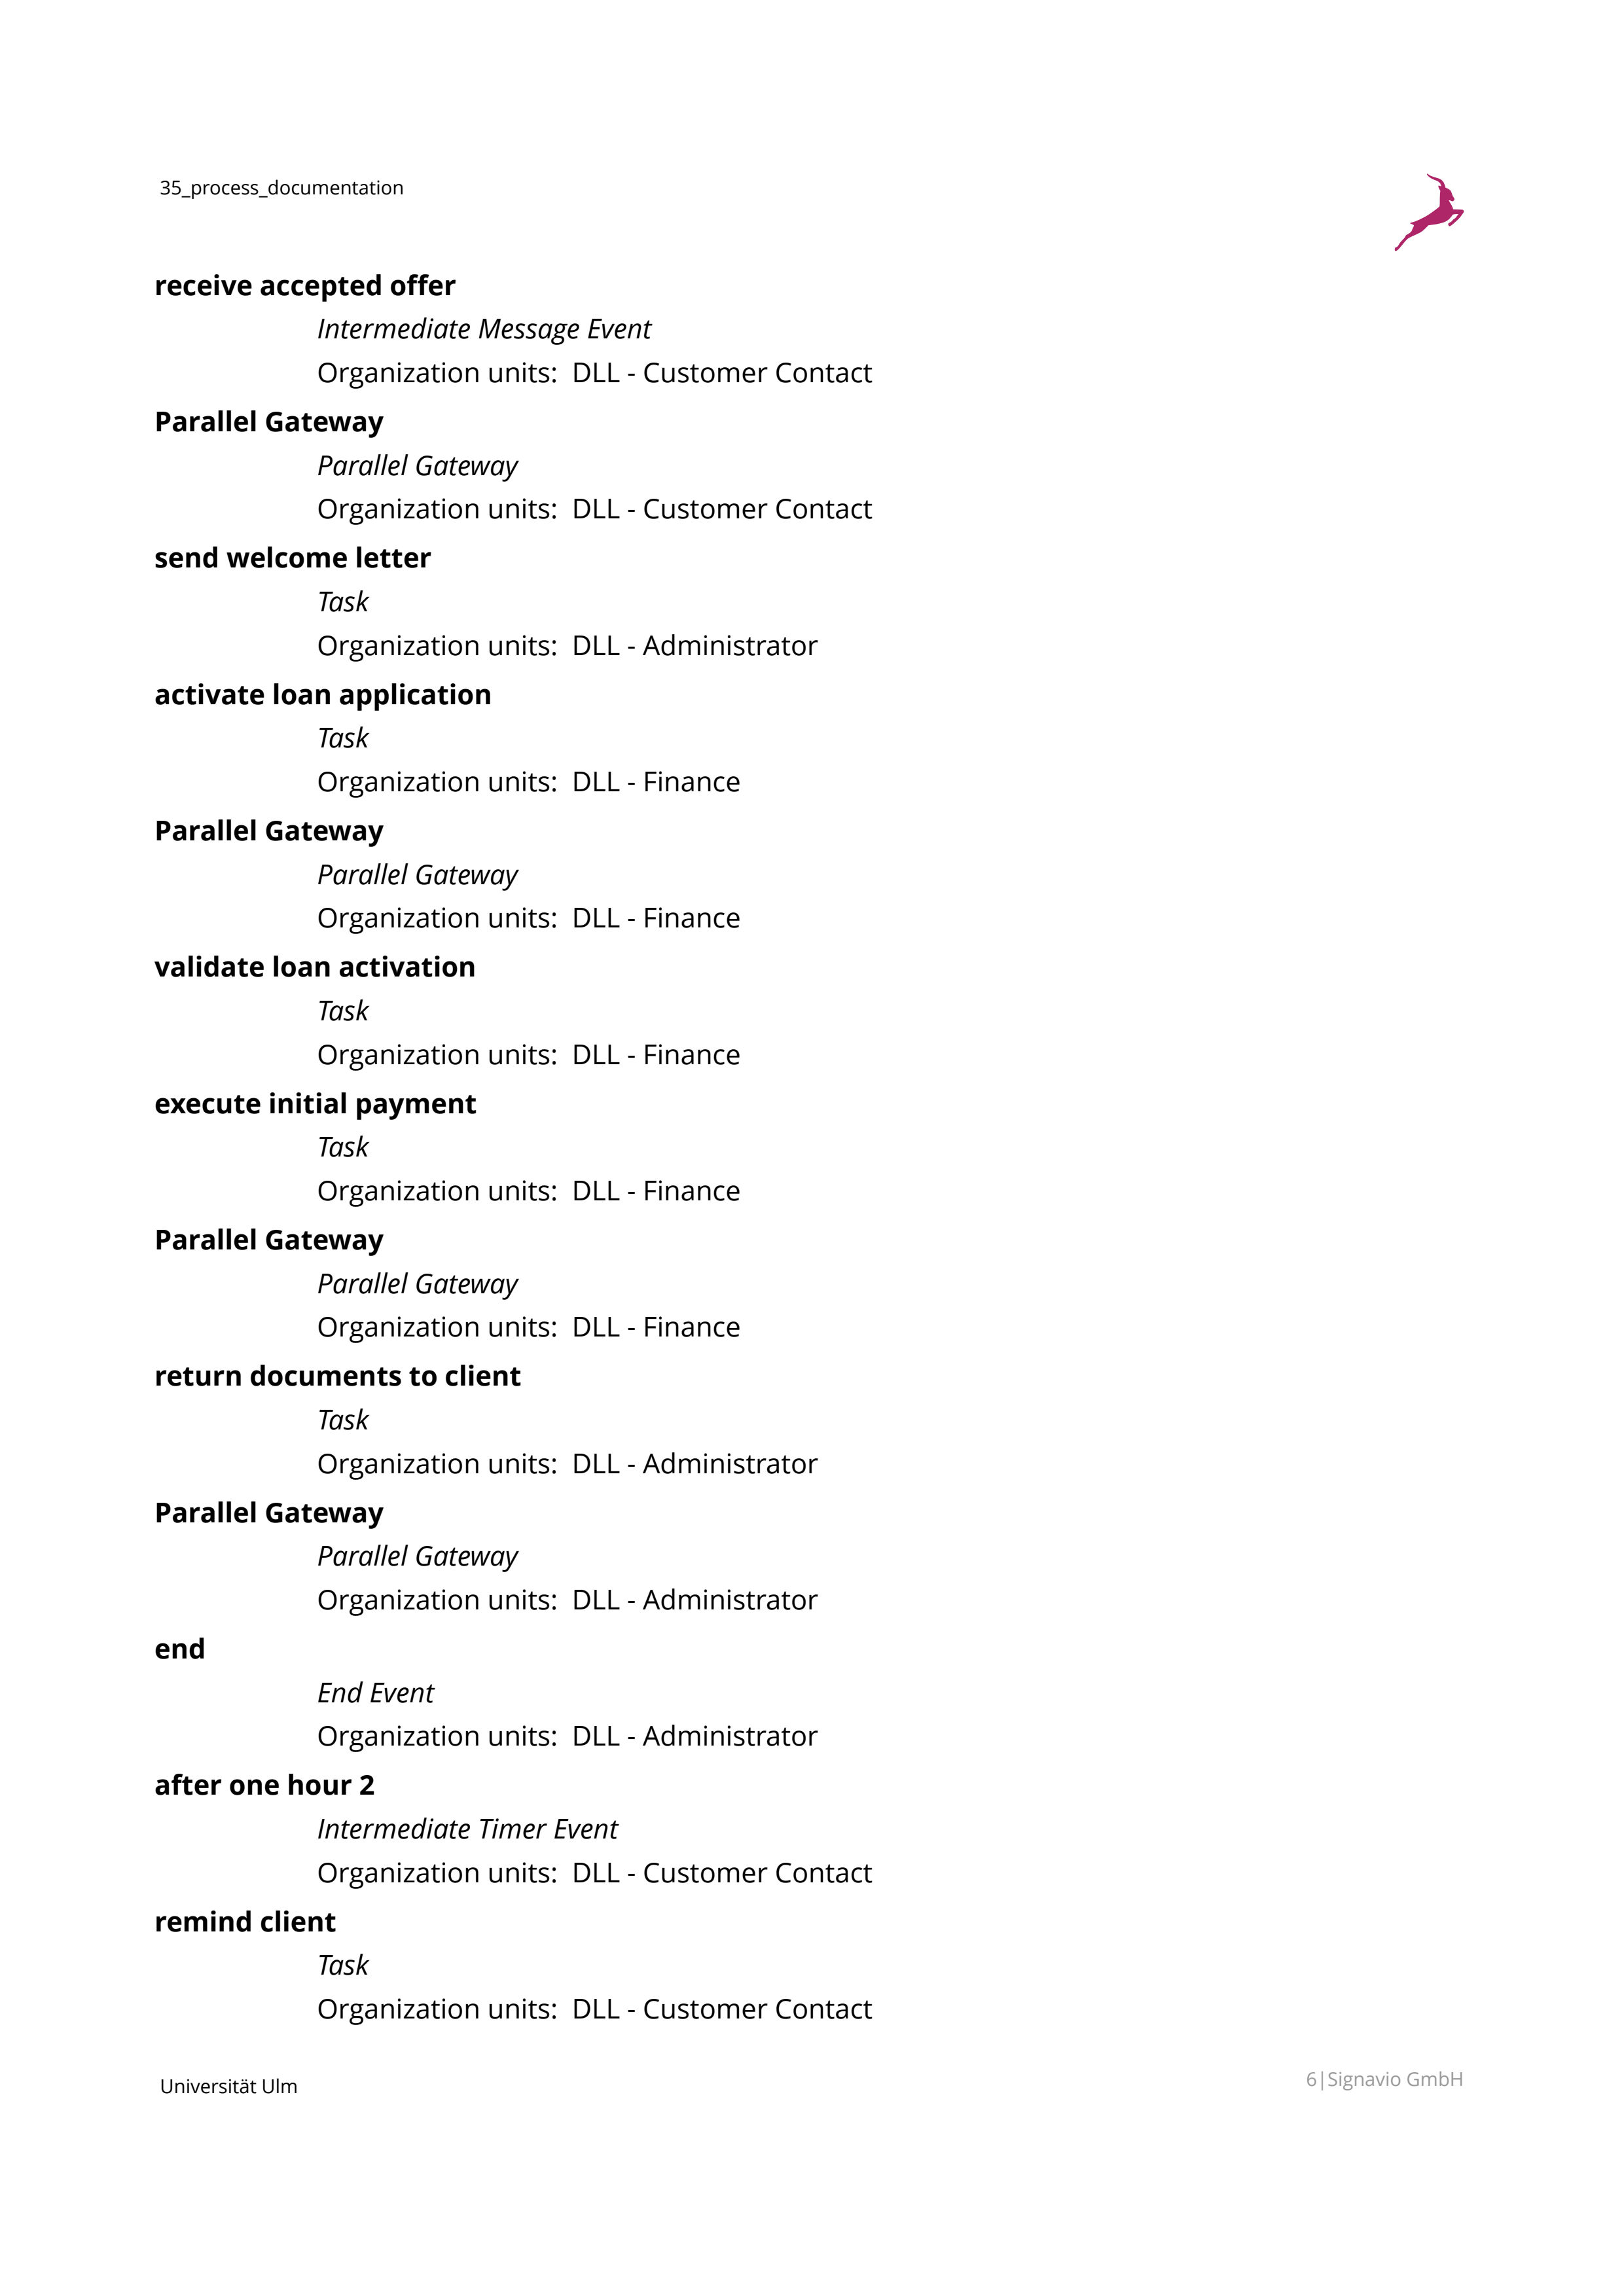 35_process_documentation
receive accepted offer
Intermediate Message Event
Organization units: DLL - Customer Contact
Parallel Gateway
Parallel Gateway
Organization units: DLL - Customer Contact
send welcome letter
Task
Organization units: DLL - Administrator
activate loan application
Task
Organization units: DLL - Finance
Parallel Gateway
Parallel Gateway
Organization units: DLL - Finance
validate loan activation
Task
Organization units: DLL - Finance
execute initial payment
Task
Organization units: DLL - Finance
Parallel Gateway
Parallel Gateway
Organization units: DLL - Finance
return documents to client
Task
Organization units: DLL - Administrator
Parallel Gateway
Parallel Gateway
Organization units: DLL - Administrator
end
End Event
Organization units: DLL - Administrator
after one hour 2
Intermediate Timer Event
Organization units: DLL - Customer Contact
remind client
Task
Organization units: DLL - Customer Contact
Universität Ulm
6|Signavio GmbH